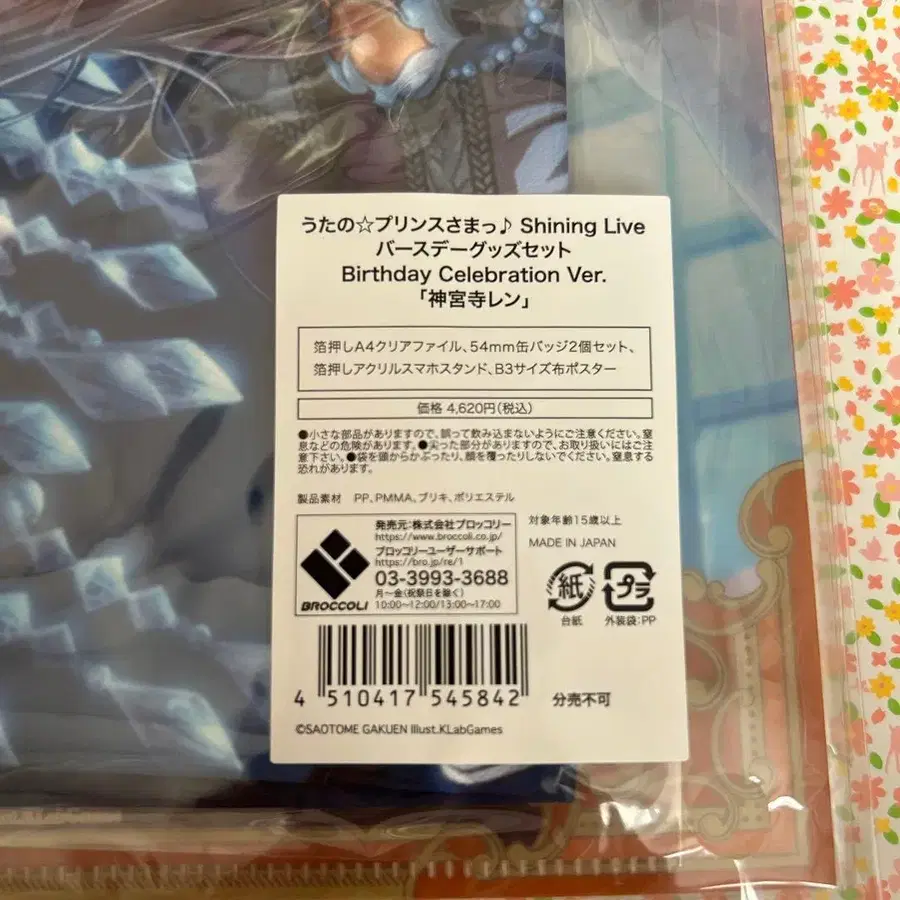 うたの☆プリンスさまっ♪ Shining Live
バースデーグッズセット
Birthday Celebration Ver.
「神宮寺レン」
箔押しA4クリアファイル、54mm缶バッジ2個セット、
箔押しアクリルスマホスタンド、B3サイズ布ポスター
価格 4,620円(税込)
●小さな部品がありますので、誤って飲み込まないようにご注意ください。窒
息などの危険があります。●尖った部分がありますので、お取り扱いにはご注
意下さい。●袋を頭からかぶったり、顔を覆ったりしないでください。窒息する
恐れがあります。
製品素材 PP、PMMA、ブリキ、ポリエステル
BROCCOLI
発売元:株式会社ブロッコリー
https://www.broccoli.co.jp/
ブロッコリーユーザーサポート
https://bro.jp/re/1
03-3993-3688
月〜金(祝祭日を除く)
10:00〜12:00/13:00〜17:00
対象年齢15歳以上
MADE IN JAPAN
紙
台紙
プラ
外装袋:PP
4 510417 545842
分売不可
©SAOTOME GAKUEN Illust.KLabGames